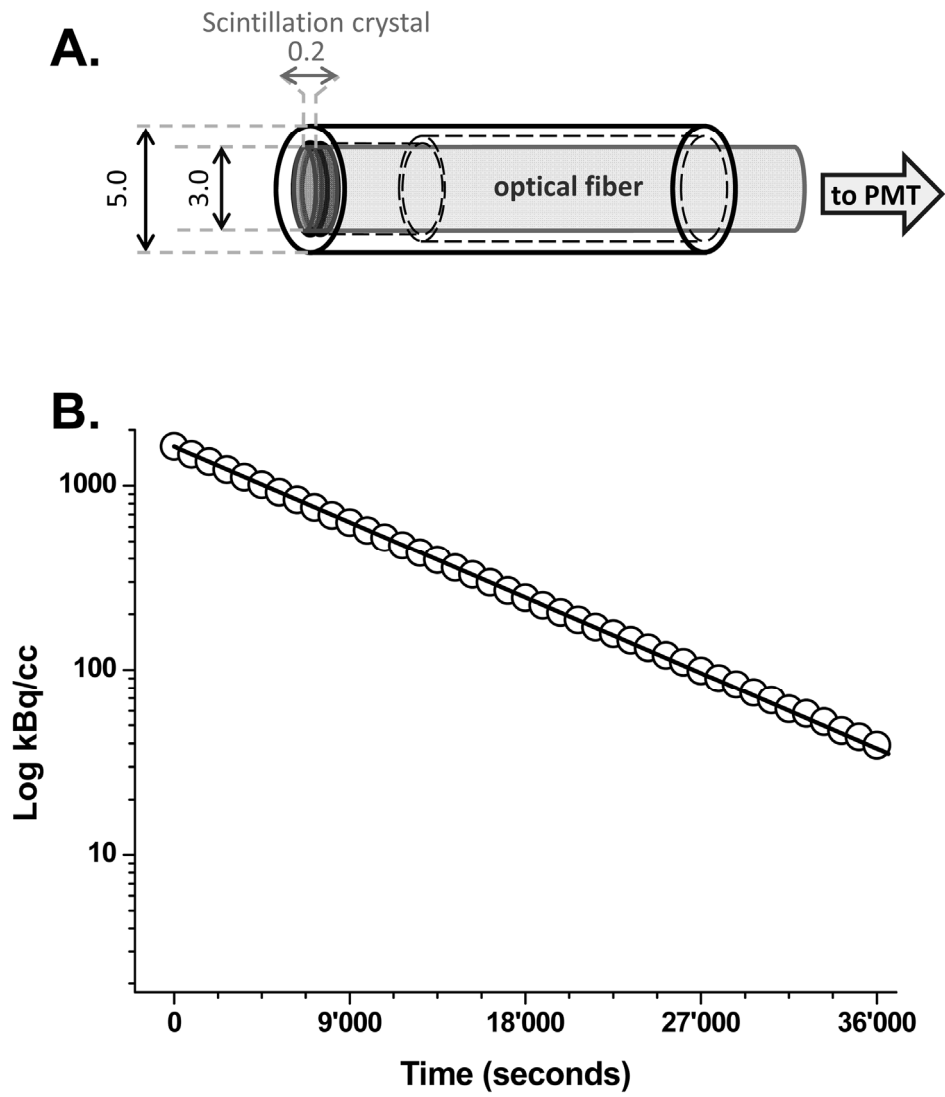 A.
Scintillation crystal
0.2
5.0
3.0
optical fiber
to PMT
B.
1000
100
10
Log kBq/cc
0
9'000
18'000
27'000
36'000
Time (seconds)